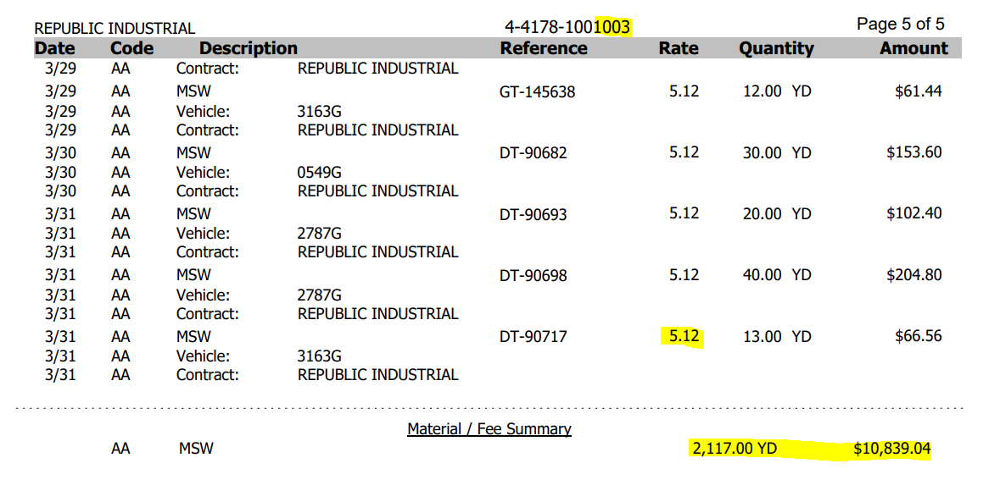 REPUBLIC INDUSTRIAL 4-4178-1001003 Page 5 of 5
Date Code Description Reference Rate Quantity Amount
3/29 AA Contract: REPUBLIC INDUSTRIAL
3/29 AA MSW GT-145638 5.12 12.00 YD $61.44
3/29 AA Vehicle: 3163G
3/29 AA Contract: REPUBLIC INDUSTRIAL
3/30 AA MSW DT-90682 5.12 30.00 YD $153.60
3/30 AA Vehicle: 0549G
3/30 AA Contract: REPUBLIC INDUSTRIAL
3/31 AA MSW DT-90693 5.12 20.00 YD $102.40
3/31 AA Vehicle: 2787G
3/31 AA Contract: REPUBLIC INDUSTRIAL
3/31 AA MSW DT-90698 5.12 40.00 YD $204.80
3/31 AA Vehicle: 2787G
3/31 AA Contract: REPUBLIC INDUSTRIAL
3/31 AA MSW DT-90717 5.12 13.00 YD $66.56
3/31 AA Vehicle: 3163G
3/31 AA Contract: REPUBLIC INDUSTRIAL
Material / Fee Summary
AA MSW 2,117.00 YD $10,839.04